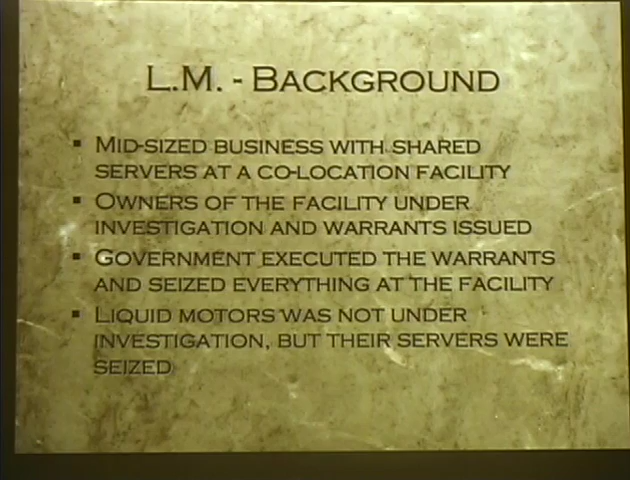 L.M. - BACKGROUND
▪ MID-SIZED BUSINESS WITH SHARED
SERVERS AT A CO-LOCATION FACILITY
▪ OWNERS OF THE FACILITY UNDER
INVESTIGATION AND WARRANTS ISSUED
▪ GOVERNMENT EXECUTED THE WARRANTS
AND SEIZED EVERYTHING AT THE FACILITY
▪ LIQUID MOTORS WAS NOT UNDER
INVESTIGATION, BUT THEIR SERVERS WERE
SEIZED